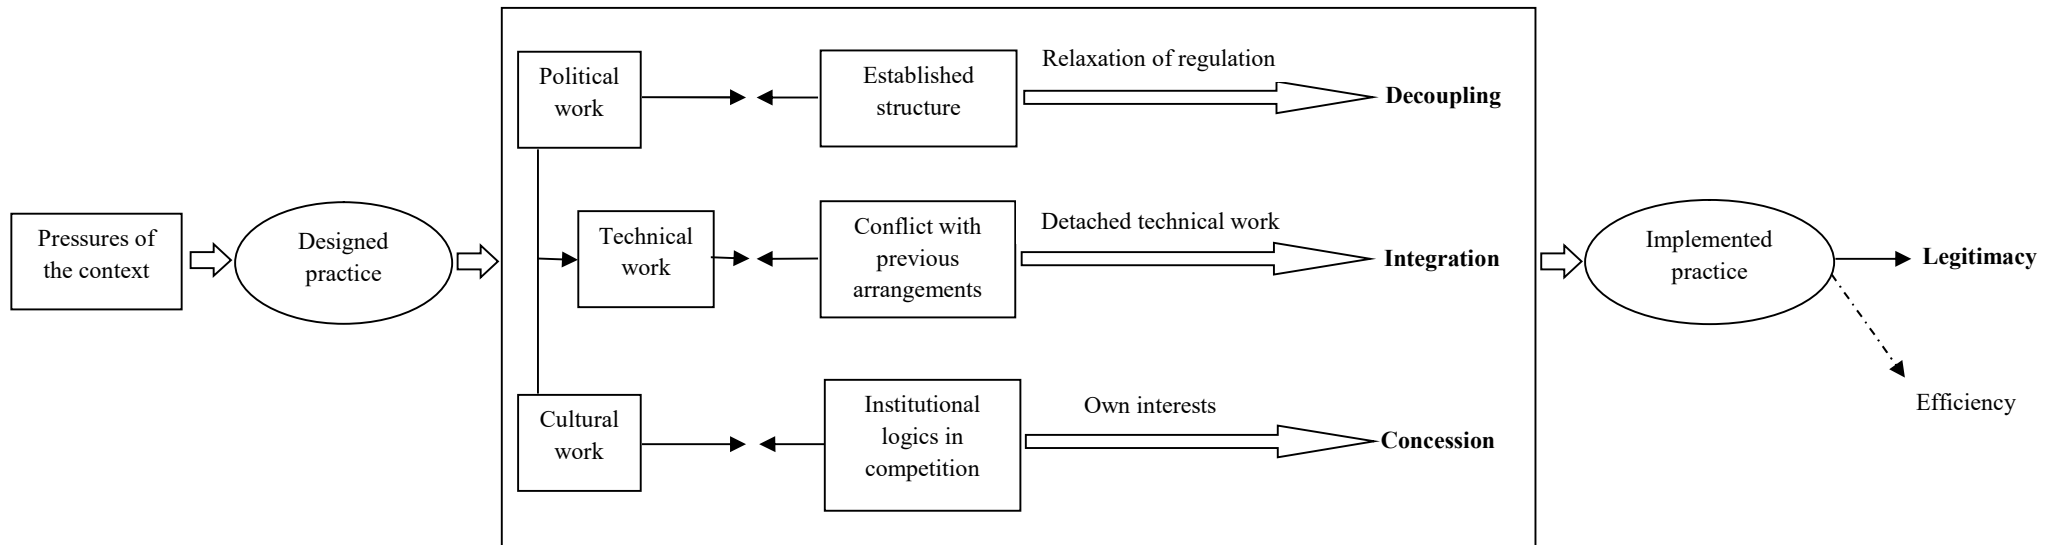 Pressures of
the context
Designed
practice
Political
work
Established
structure
Relaxation of regulation
Decoupling
Technical
work
Conflict with
previous
arrangements
Detached technical work
Integration
Cultural
work
Institutional
logics in
competition
Own interests
Concession
Implemented
practice
Legitimacy
Efficiency